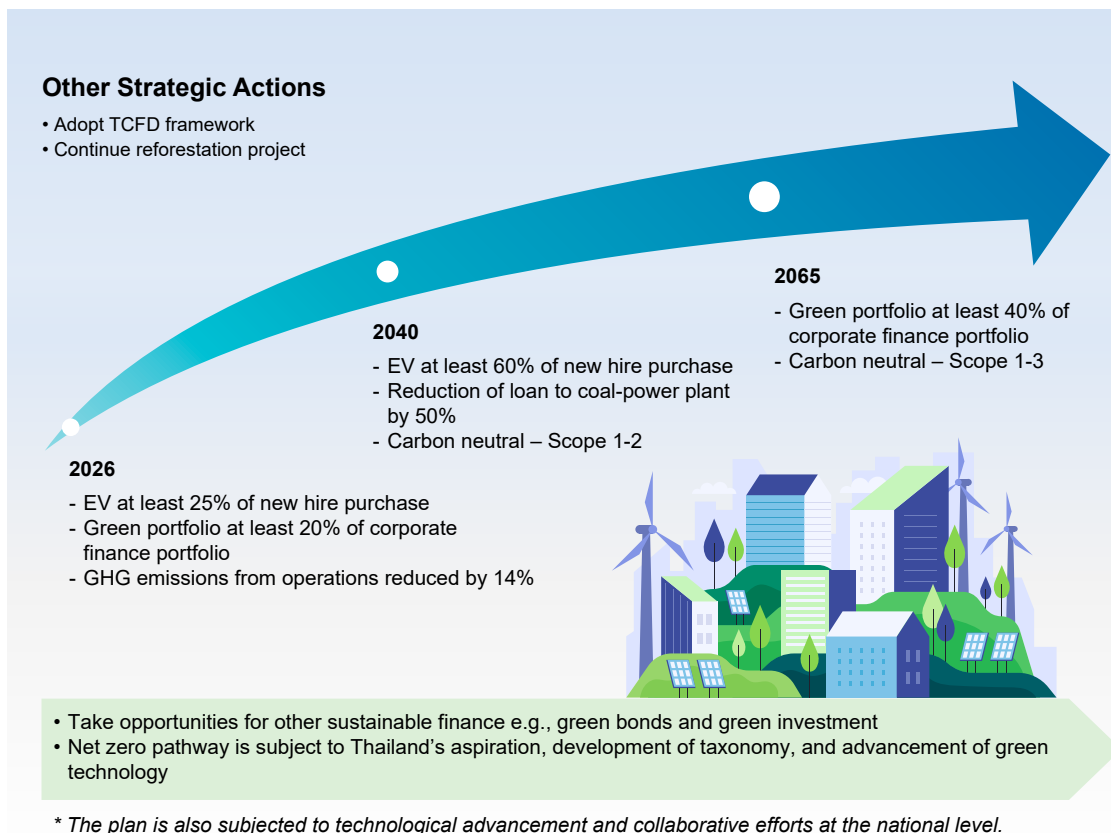 Other Strategic Actions
• Adopt TCFD framework
• Continue reforestation project
2065
- Green portfolio at least 40% of
corporate finance portfolio
- Carbon neutral – Scope 1-3
2040
- EV at least 60% of new hire purchase
- Reduction of loan to coal-power plant
by 50%
- Carbon neutral – Scope 1-2
2026
- EV at least 25% of new hire purchase
- Green portfolio at least 20% of corporate
finance portfolio
- GHG emissions from operations reduced by 14%
• Take opportunities for other sustainable finance e.g., green bonds and green investment
• Net zero pathway is subject to Thailand’s aspiration, development of taxonomy, and advancement of green
technology
* The plan is also subjected to technological advancement and collaborative efforts at the national level.